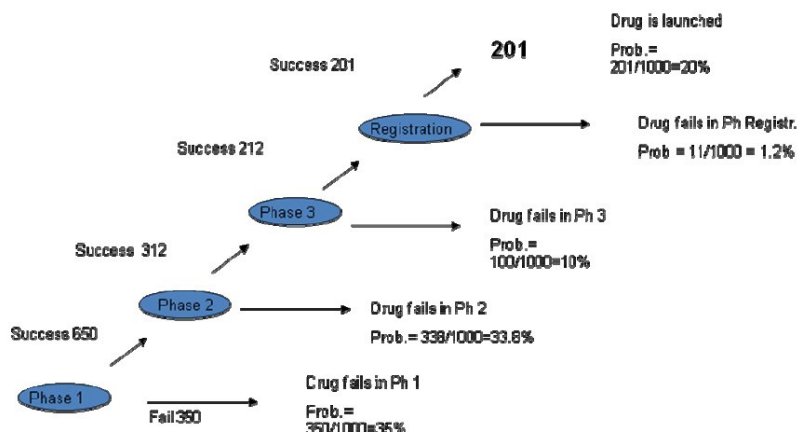 Drug is launched
201
Prob.=
201/1000=20%
Success 201
Registration
Drug fails in Ph Registr.
Prob = 11/1000 = 1.2%
Success 212
Phase 3
Drug fails in Ph 3
Prob.=
100/1000=10%
Success 312
Phase 2
Drug fails in Ph 2
Prob.= 338/1000=33.8%
Success 650
Phase 1
Fail 350
Drug fails in Ph 1
Prob.=
350/1000=35%